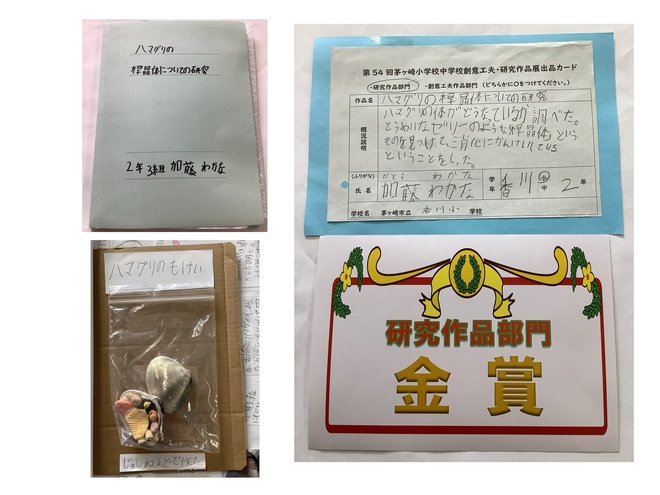 ハマグリの
桿晶体についての研究
2年3組 加藤 わかな
ハマグリのもけい
第54回茅ヶ崎小学校中学校創意工夫・研究作品展出品カード
・研究作品部門 ・創意工夫作品部門 (どちらかに○をつけてください。)
作品名 ハマグリの桿晶体についての研究
概況説明
ハマグリの体がどうなっているのか調べた。
とうめいなゼリーのような桿晶体という
ものを見つけて、消化にかんけいしている
ということをしった。
(ふりがな) かとう わかな
氏名 加藤 わかな
学年 香川 小 中 2年
学校名 茅ヶ崎市立 香川小 学校
研究作品部門
金賞